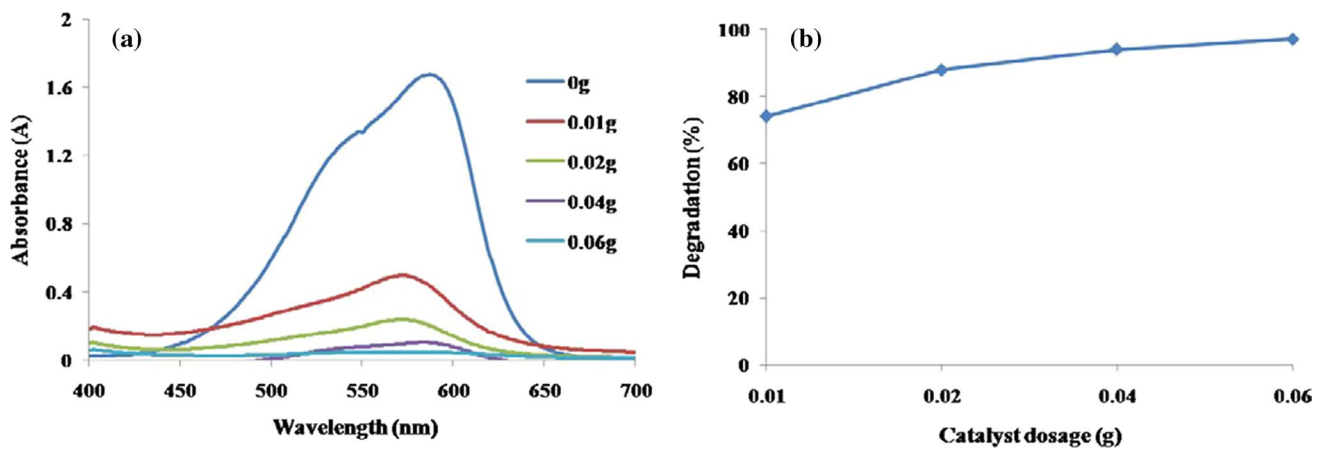 (a)
Absorbance (A)
2
1.6
1.2
0.8
0.4
0
400 450 500 550 600 650 700
Wavelength (nm)
0g
0.01g
0.02g
0.04g
0.06g
(b)
Degradation (%)
100
80
60
40
20
0
0.01 0.02 0.04 0.06
Catalyst dosage (g)